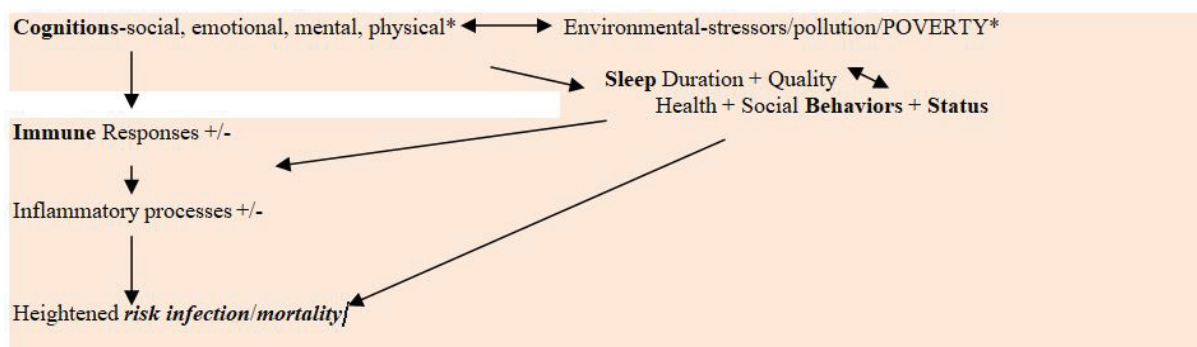 Cognitions-social, emotional, mental, physical* Environmental-stressors/pollution/POVERTY*
Sleep Duration + Quality
Health + Social Behaviors + Status
Immune Responses +/-
Inflammatory processes +/-
Heightened risk infection/mortality/